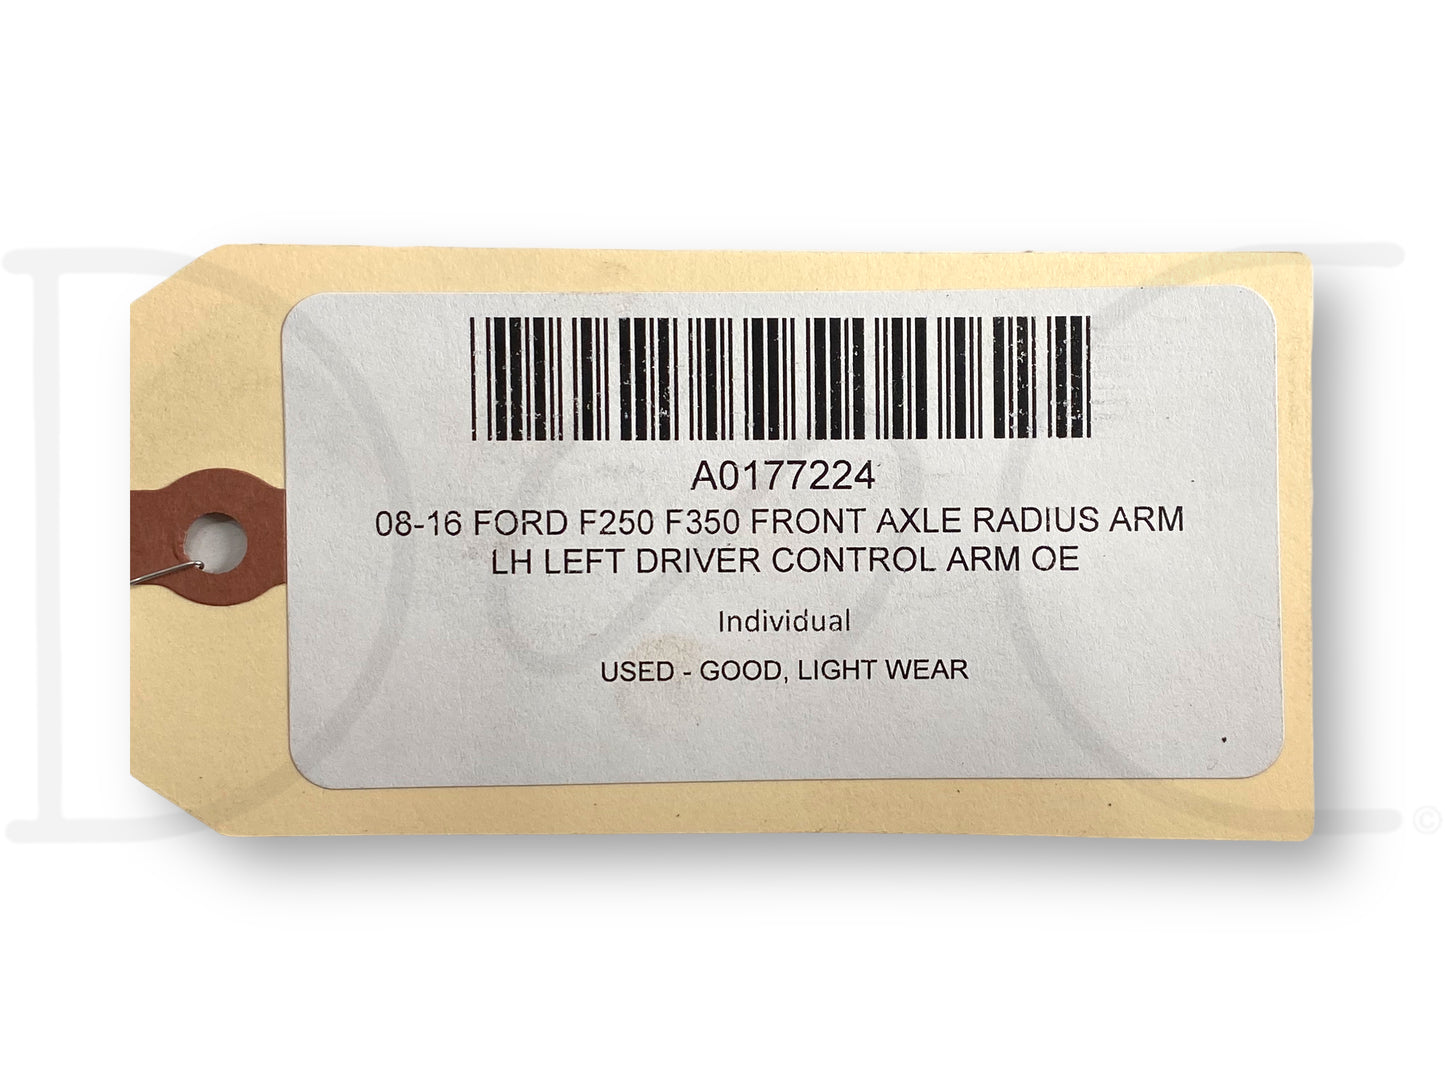 A0177224
08-16 FORD F250 F350 FRONT AXLE RADIUS ARM
LH LEFT DRIVER CONTROL ARM OE
Individual
USED - GOOD, LIGHT WEAR
D&C
©